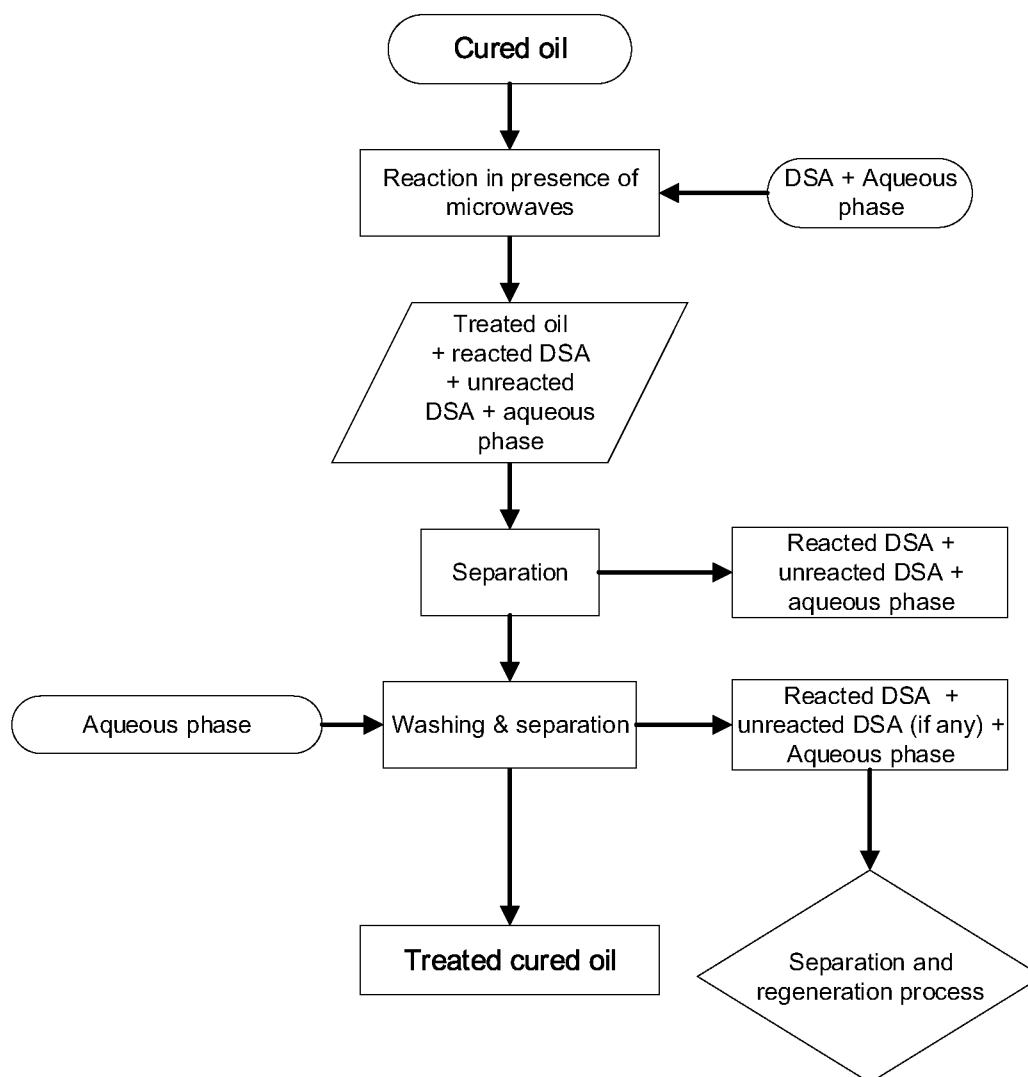 Cured oil
Reaction in presence of
microwaves
DSA + Aqueous
phase
Treated oil
+ reacted DSA
+ unreacted
DSA + aqueous
phase
Separation
Reacted DSA +
unreacted DSA +
aqueous phase
Aqueous phase
Washing & separation
Reacted DSA +
unreacted DSA (if any) +
Aqueous phase
Treated cured oil
Separation and
regeneration process